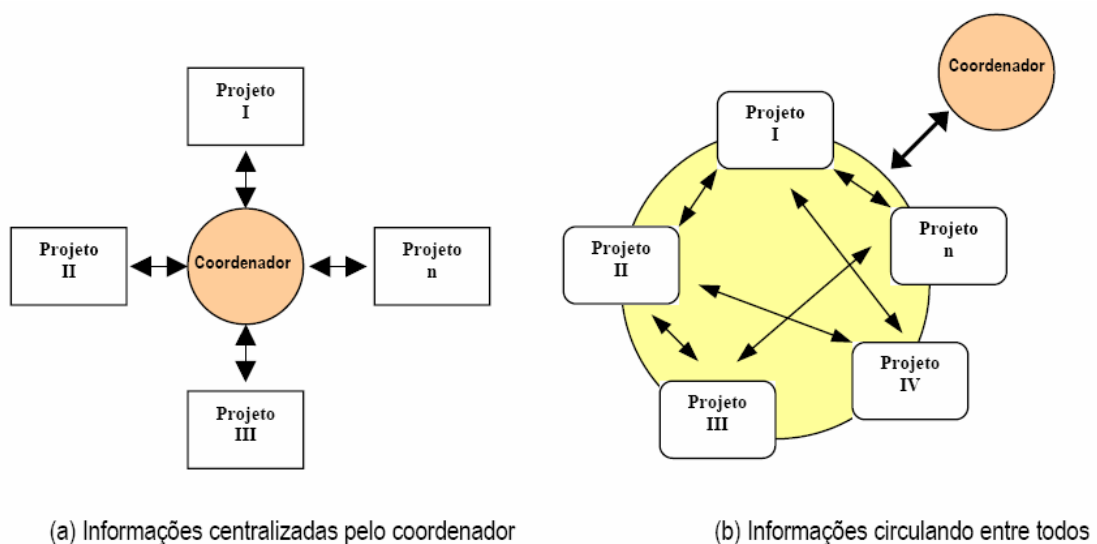 Projeto
I
Projeto
II
Coordenador
Projeto
n
Projeto
III
(a) Informações centralizadas pelo coordenador
Coordenador
Projeto
I
Projeto
II
Projeto
n
Projeto
III
Projeto
IV
(b) Informações circulando entre todos